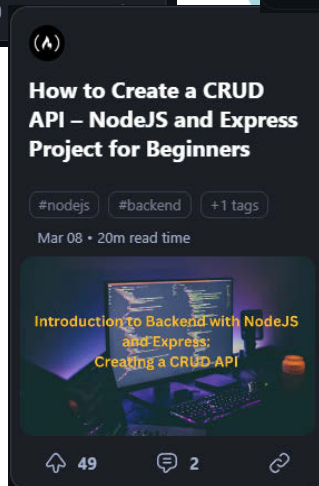 How to Create a CRUD
API – NodeJS and Express
Project for Beginners
#nodejs #backend +1 tags
Mar 08 • 20m read time
Introduction to Backend with NodeJS
and Express:
Creating a CRUD API
49 2